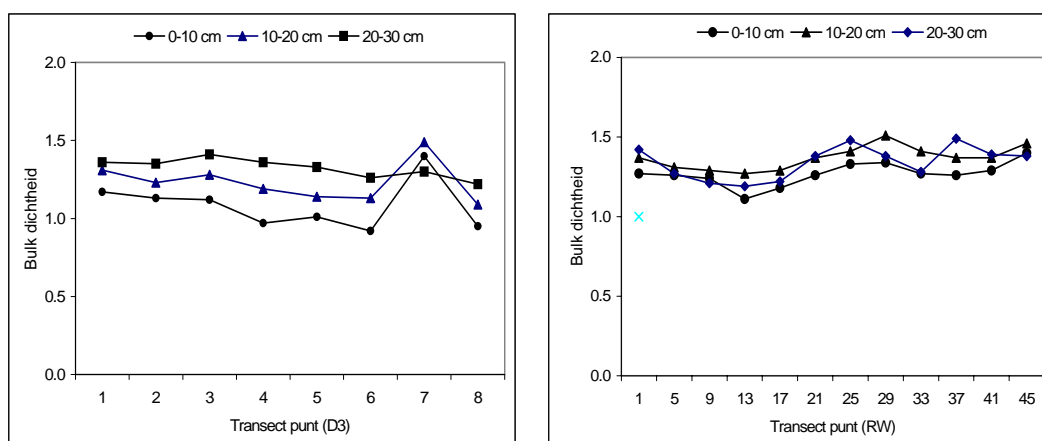 0-10 cm 10-20 cm 20-30 cm
2.0
1.5
1.0
0.5
0.0
Bulk dichtheid
1 2 3 4 5 6 7 8
Transect punt (D3)
0-10 cm 10-20 cm 20-30 cm
2.0
1.5
1.0
0.5
0.0
Bulk dichtheid
1 5 9 13 17 21 25 29 33 37 41 45
Transect punt (RW)